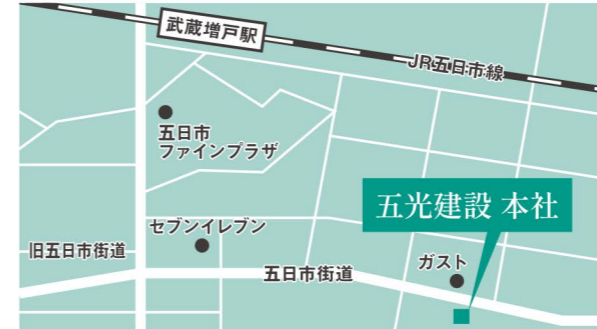 武蔵増戸駅
JR五日市線
五日市
ファインプラザ
五光建設 本社
セブンイレブン
旧五日市街道
五日市街道
ガスト